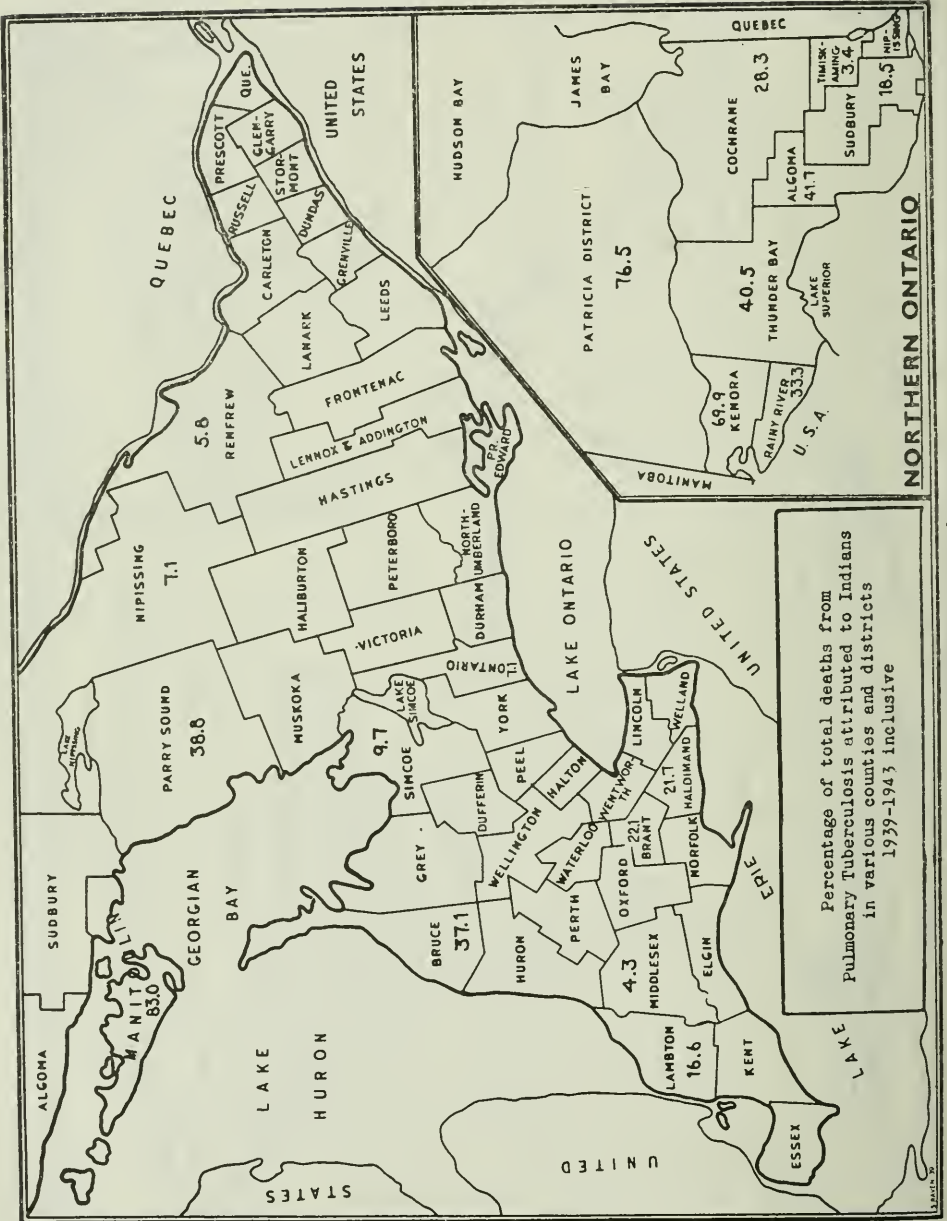 Percentage of total deaths from
Pulmonary Tuberculosis attributed to Indians
in various counties and districts
1939-1943 inclusive
QUEBEC
QUE.
PRESCOTT
GLEN-
GARRY
STOR-
MONT
RUSSELL
DUNDAS
CARLETON
GRENVILLE
LEEDS
LANARK
UNITED
STATES
5.8
RENFREW
FRONTENAC
LENNOX & ADDINGTON
HASTINGS
PR.
EDWARD
NIPISSING
7.1
HALIBURTON
PETERBORO
NORTH-
UMBERLAND
DURHAM
VICTORIA
ONTARIO
LAKE
NIPISSING
PARRY SOUND
38.8
MUSKOKA
LAKE
SIMCOE
9.7
SIMCOE
YORK
PEEL
HALTON
DUFFERIN
WELLINGTON
WATERLOO
WENTWOR-
TH
LINCOLN
WELLAND
21.7
HALDIMAND
22.1
BRANT
NORFOLK
OXFORD
GREY
BRUCE
37.1
HURON
PERTH
4.3
MIDDLESEX
ELGIN
LAMBTON
16.6
KENT
ESSEX
SUDBURY
ALGOMA
MANITOULIN
83.0
GEORGIAN
BAY
LAKE
HURON
LAKE ONTARIO
LAKE
ERIE
UNITED STATES
UNITED
STATES
HUDSON BAY
JAMES
BAY
QUEBEC
PATRICIA DISTRICT
76.5
COCHRANE
28.3
TIMISK-
AMING
3.4
NIP-
ISSING
SUDBURY
18.5
ALGOMA
41.7
40.5
THUNDER BAY
LAKE
SUPERIOR
69.9
KENORA
RAINY RIVER
33.3
U.S.A.
MANITOBA
NORTHERN ONTARIO